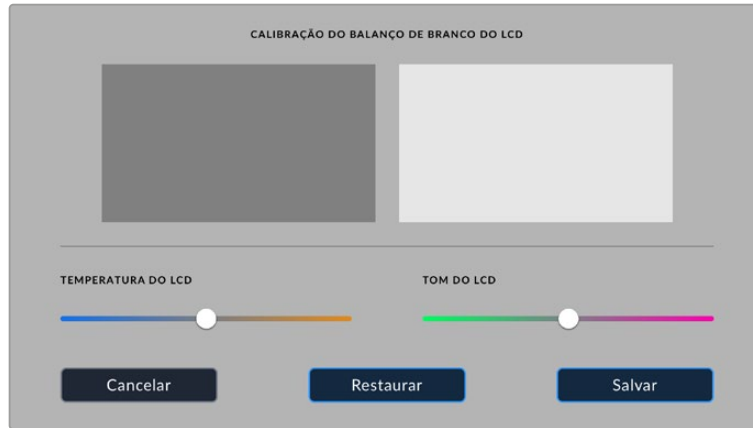 CALIBRAÇÃO DO BALANÇO DE BRANCO DO LCD
TEMPERATURA DO LCD
TOM DO LCD
Cancelar
Restaurar
Salvar